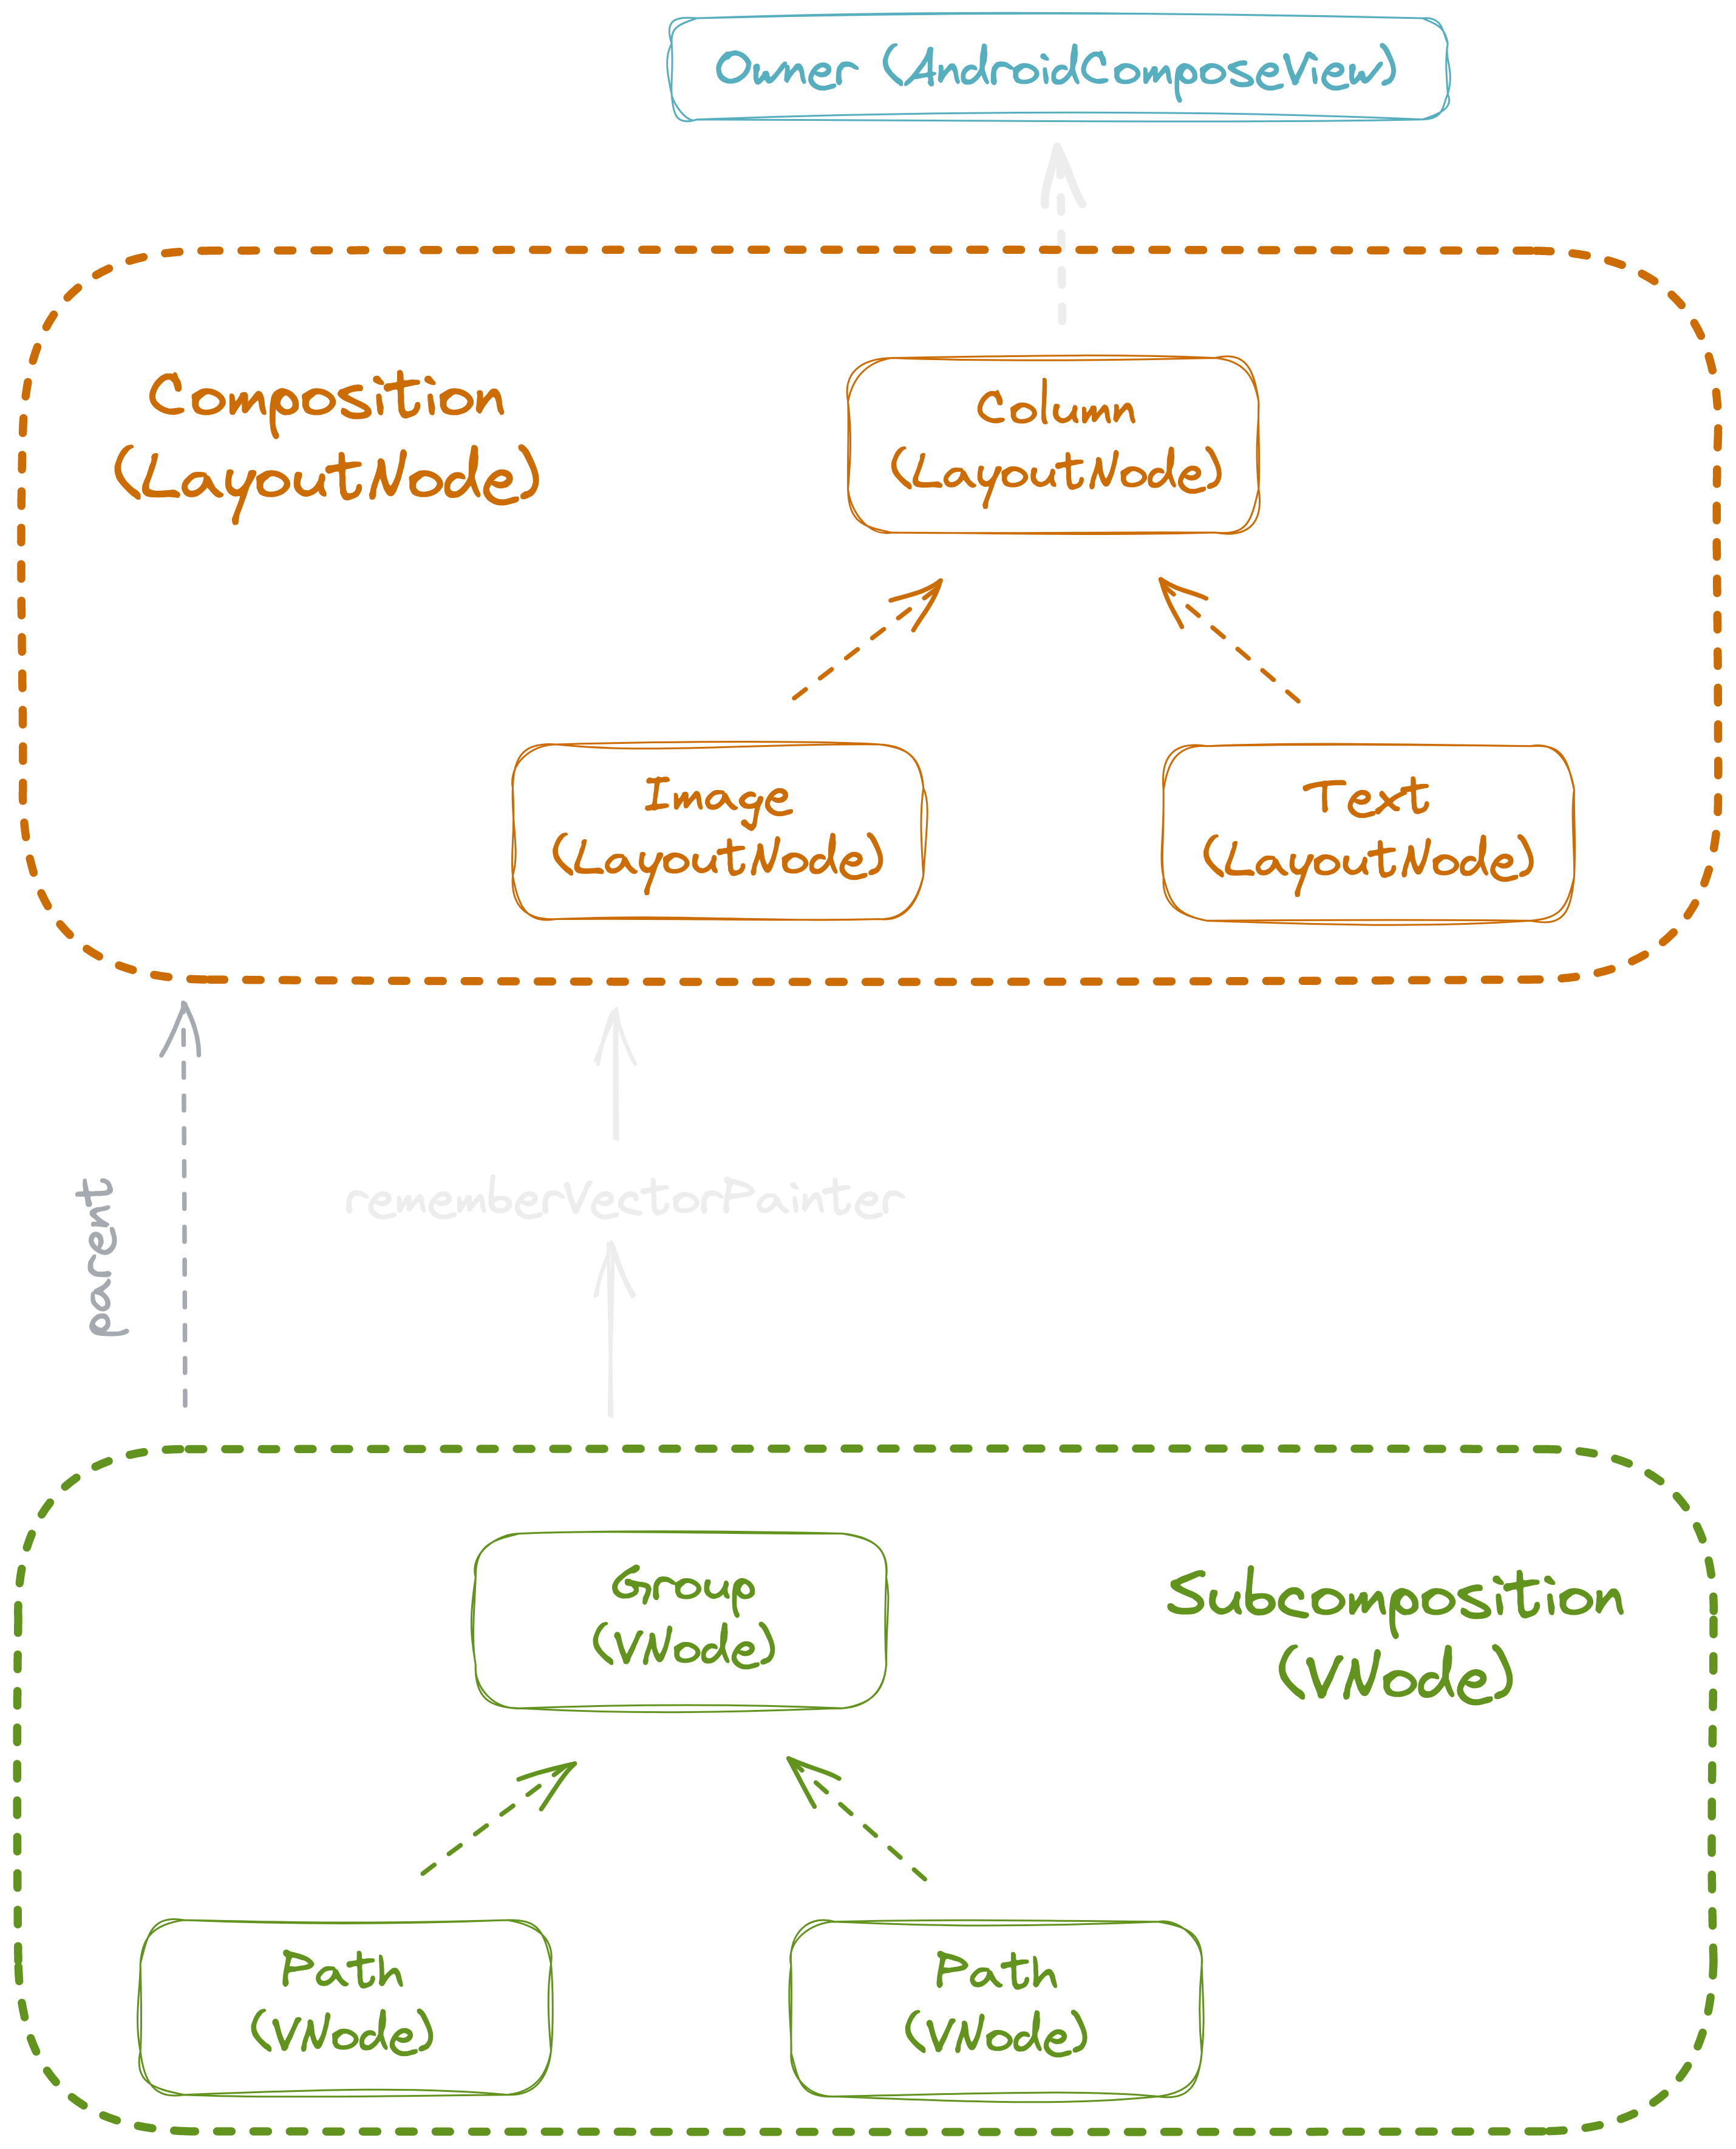 Owner (AndroidComposeView)
Composition
(LayoutNode)
Column
(LayoutNode)
Image
(LayoutNode)
Text
(LayoutNode)
parent
rememberVectorPainter
Group
(VNode)
Subcomposition
(VNode)
Path
(VNode)
Path
(VNode)